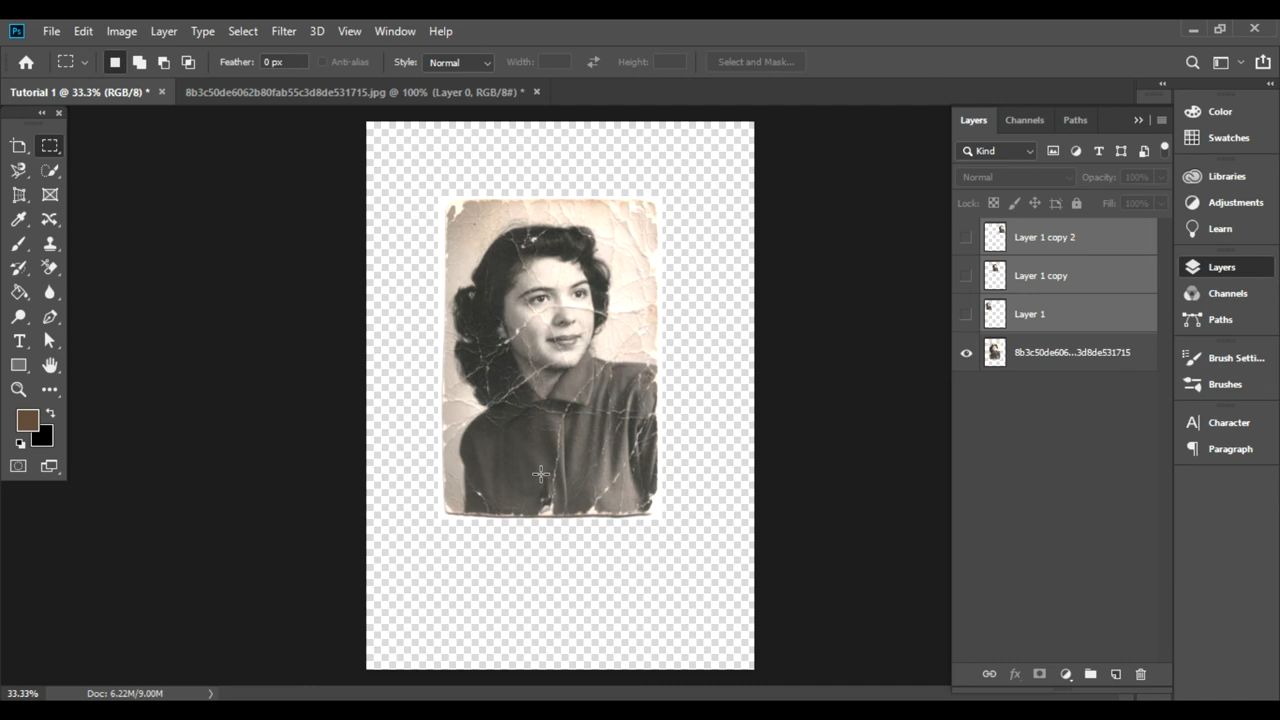 Ps File Edit Image Layer Type Select Filter 3D View Window Help
Feather: 0 px Anti-alias Style: Normal Width: Height: Select and Mask...
Tutorial 1 @ 33.3% (RGB/8) * × 8b3c50de6062b80fab55c3d8de531715.jpg @ 100% (Layer 0, RGB/8#) * ×
Layers Channels Paths
Kind
Normal Opacity: 100%
Lock: Fill: 100%
Layer 1 copy 2
Layer 1 copy
Layer 1
8b3c50de606...3d8de531715
Color
Swatches
Libraries
Adjustments
Learn
Layers
Channels
Paths
Brush Setti...
Brushes
Character
Paragraph
33.33% Doc: 6.22M/9.00M